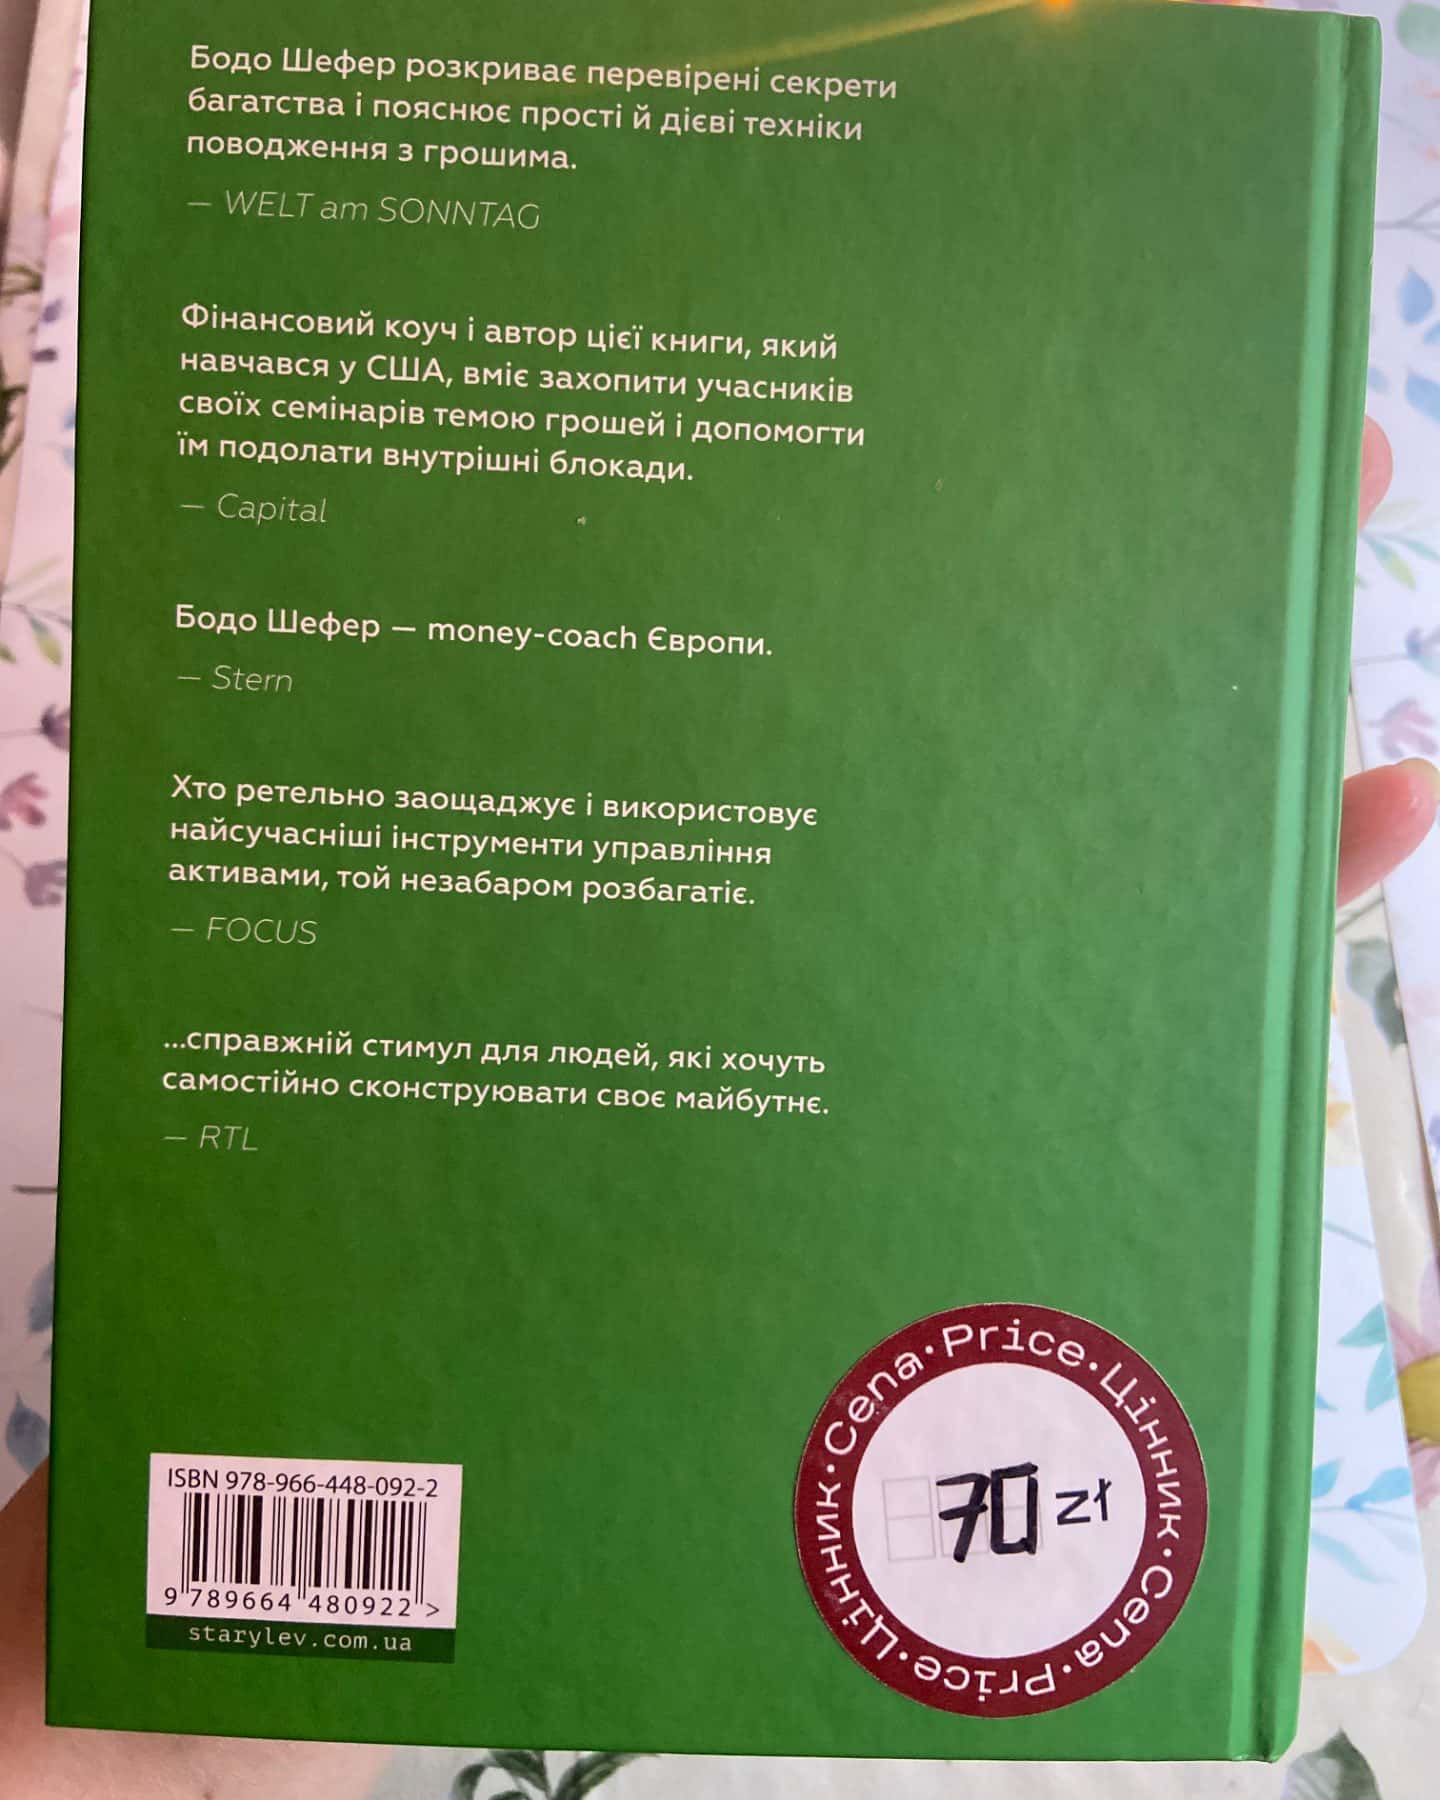 Бодо Шефер розкриває перевірені секрети
багатства і пояснює прості й дієві техніки
поводження з грошима.
— WELT am SONNTAG
Фінансовий коуч і автор цієї книги, який
навчався у США, вміє захопити учасників
своїх семінарів темою грошей і допомогти
їм подолати внутрішні блокади.
— Capital
Бодо Шефер — money-coach Європи.
— Stern
Хто ретельно заощаджує і використовує
найсучасніші інструменти управління
активами, той незабаром розбагатіє.
— FOCUS
...справжній стимул для людей, які хочуть
самостійно сконструювати своє майбутнє.
— RTL
ISBN 978-966-448-092-2
9 789664 480922 >
starylev.com.ua
Cena · Price · Цінник · Cena · Price · Цінник ·
70 zł